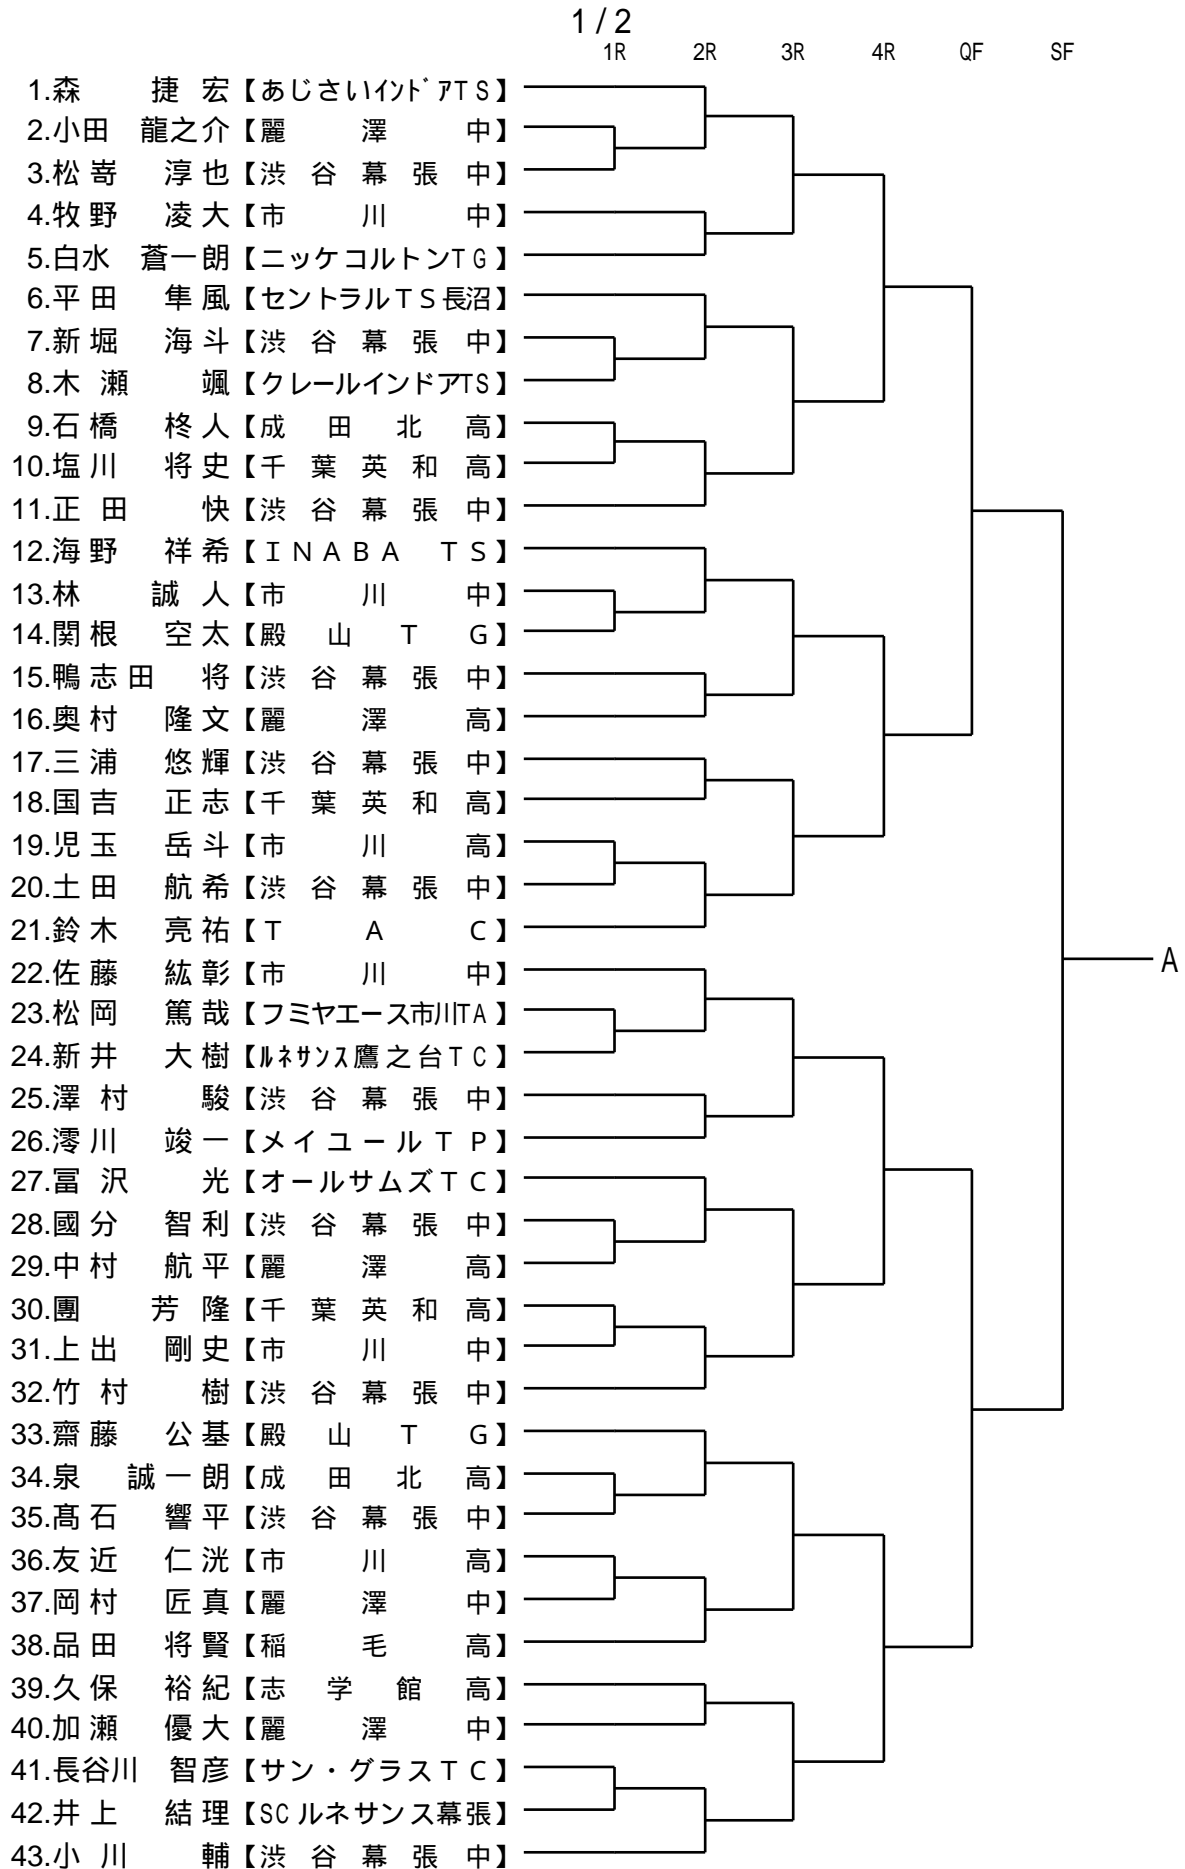 1/2
1R 2R 3R 4R QF SF
1.森 捷 宏【あじさいインドアTS】
2.小田 龍之介【麗 澤 中】
3.松嵜 淳也【渋谷幕張中】
4.牧野 凌大【市 川 中】
5.白水 蒼一朗【ニッケコルトンTG】
6.平田 隼風【セントラルTS長沼】
7.新堀 海斗【渋谷幕張中】
8.木瀬 颯【クレールインドアTS】
9.石橋 柊人【成田北高】
10.塩川 将史【千葉英和高】
11.正田 快【渋谷幕張中】
12.海野 祥希【INABA TS】
13.林 誠人【市 川 中】
14.関根 空太【殿山TG】
15.鴨志田 将【渋谷幕張中】
16.奥村 隆文【麗 澤 高】
17.三浦 悠輝【渋谷幕張中】
18.国吉 正志【千葉英和高】
19.児玉 岳斗【市 川 高】
20.土田 航希【渋谷幕張中】
21.鈴木 亮祐【T A C】
A
22.佐藤 紘彰【市 川 中】
23.松岡 篤哉【フミヤエース市川TA】
24.新井 大樹【ルネサンス鷹之台TC】
25.澤村 駿【渋谷幕張中】
26.澪川 竣一【メイユールTP】
27.冨沢 光【オールサムズTC】
28.國分 智利【渋谷幕張中】
29.中村 航平【麗 澤 高】
30.團 芳隆【千葉英和高】
31.上出 剛史【市 川 中】
32.竹村 樹【渋谷幕張中】
33.齋藤 公基【殿山TG】
34.泉 誠一朗【成田北高】
35.髙石 響平【渋谷幕張中】
36.友近 仁洸【市 川 高】
37.岡村 匠真【麗 澤 中】
38.品田 将賢【稲 毛 高】
39.久保 裕紀【志学館高】
40.加瀬 優大【麗 澤 中】
41.長谷川 智彦【サン・グラスTC】
42.井上 結理【SCルネサンス幕張】
43.小川 輔【渋谷幕張中】